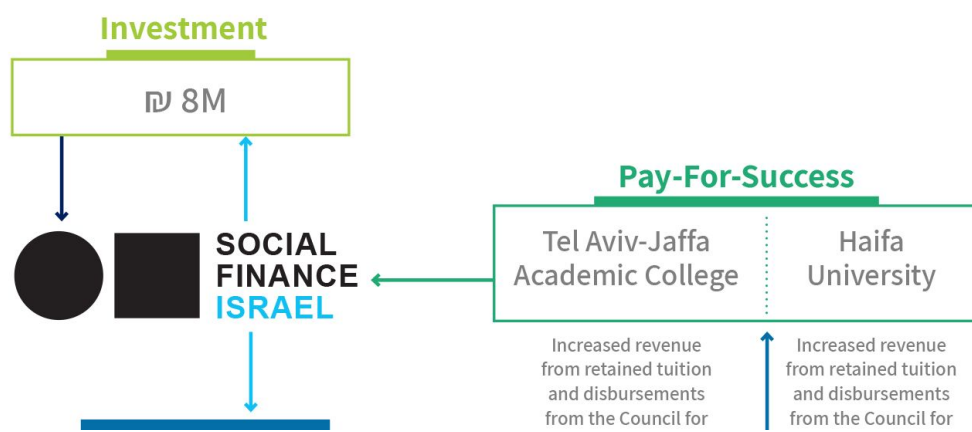 Investment
₪ 8M
SOCIAL
FINANCE
ISRAEL
Pay-For-Success
Tel Aviv-Jaffa
Academic College
Haifa
University
Increased revenue
from retained tuition
and disbursements
from the Council for
Increased revenue
from retained tuition
and disbursements
from the Council for